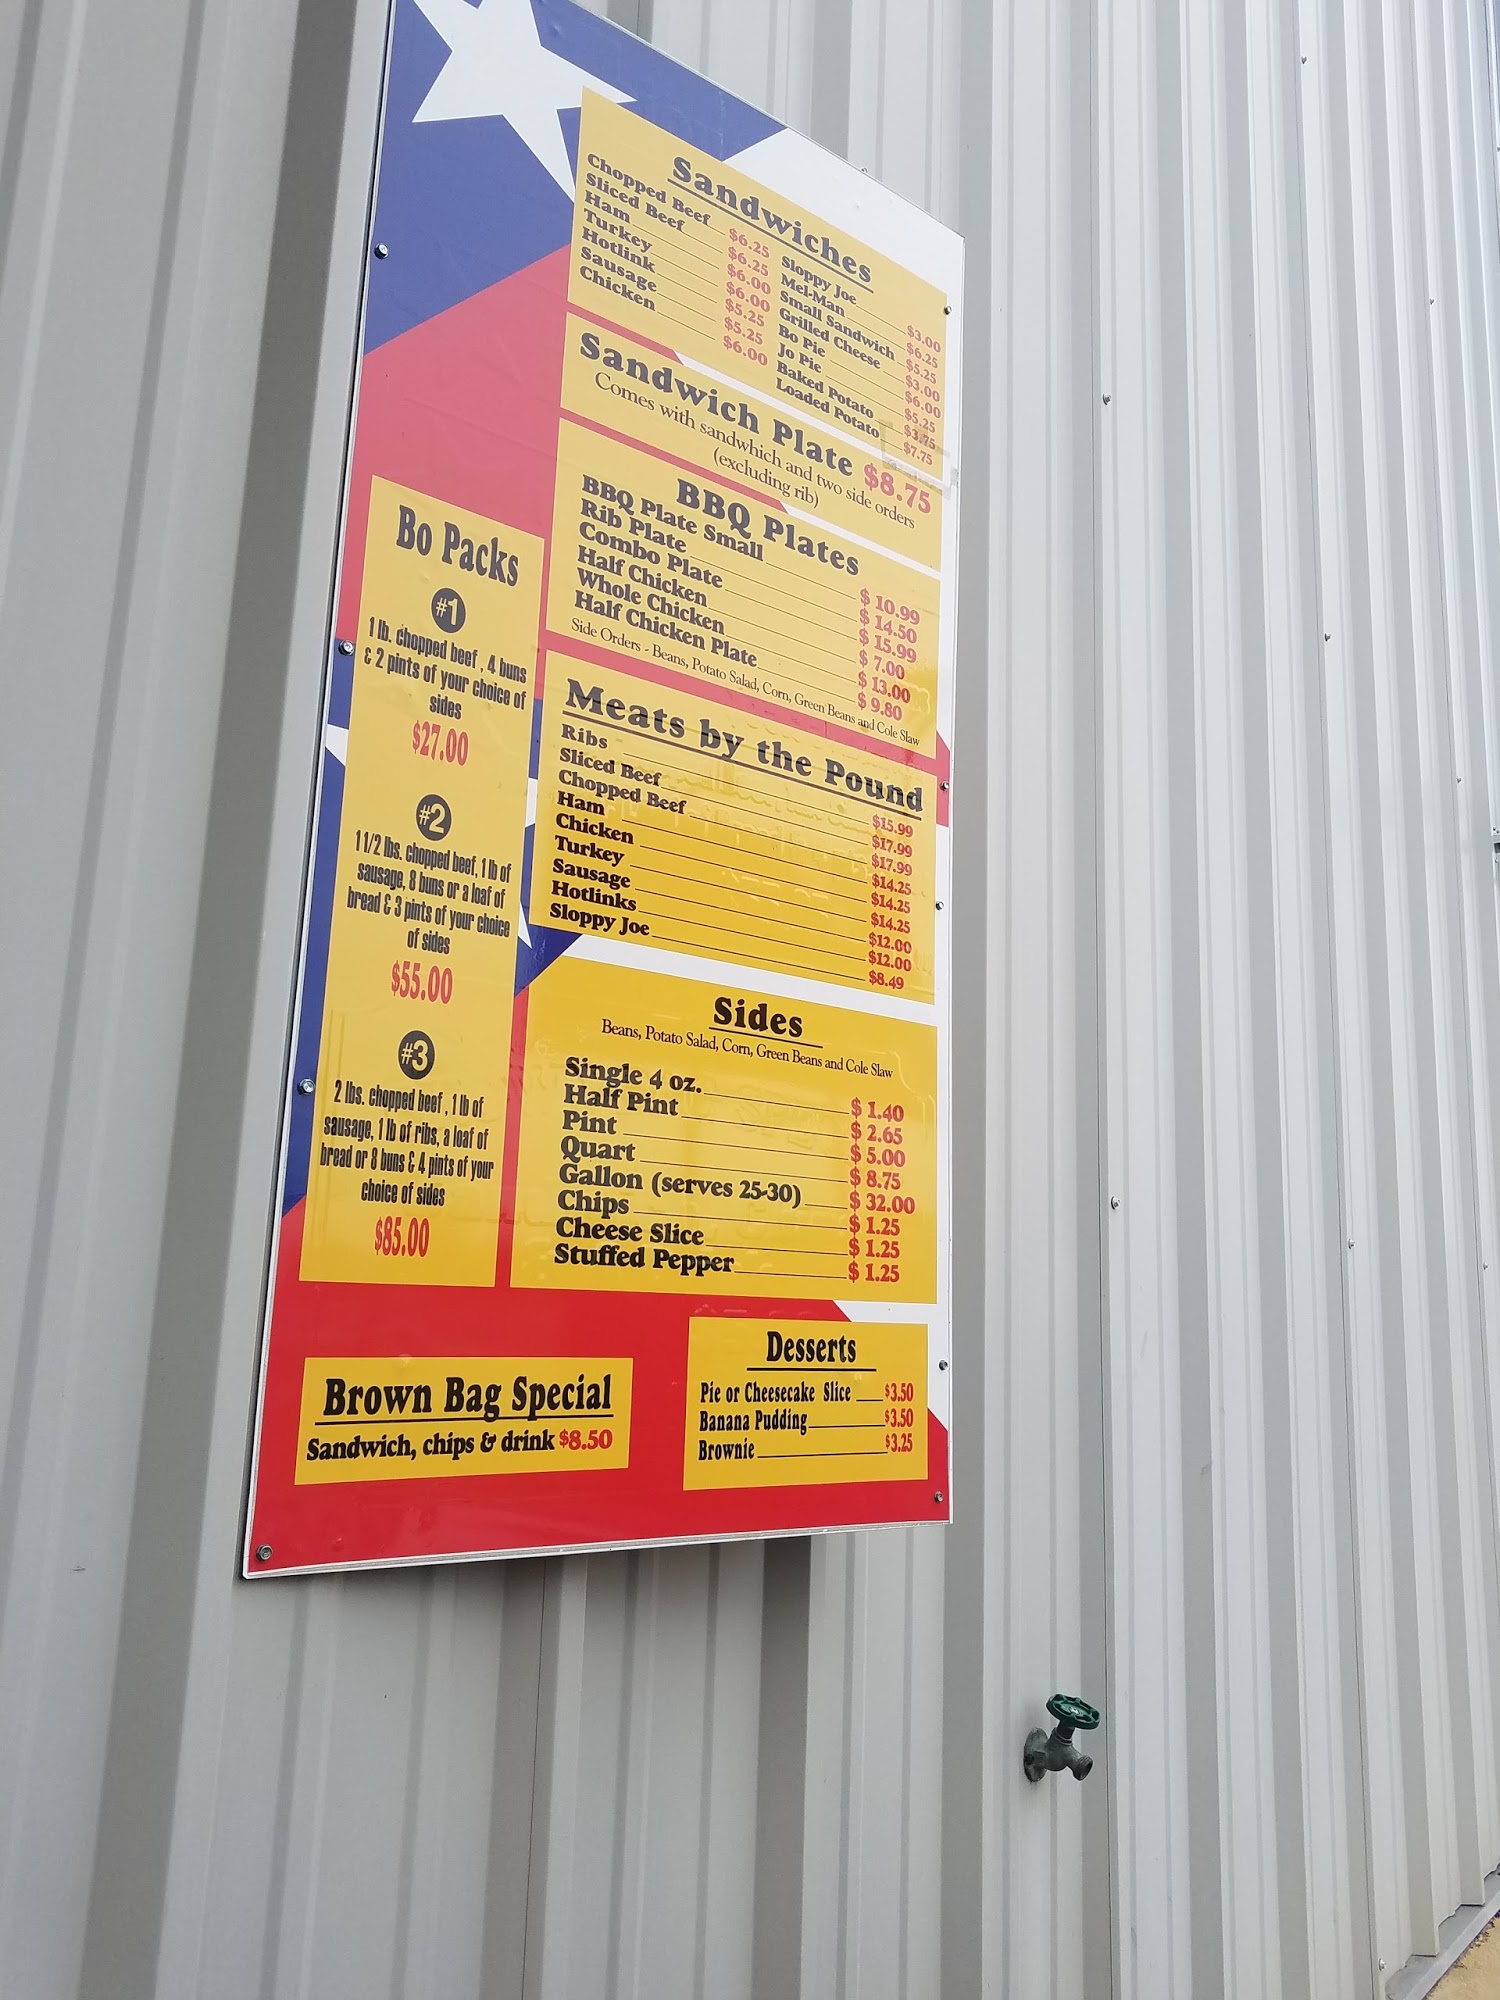 Sandwiches
Chopped Beef $6.25
Sliced Beef $6.25
Ham $6.00
Turkey $6.00
Hotlink $5.25
Sausage $5.25
Chicken $6.00
Sloppy Joe $3.00
Mel-Man $6.25
Small Sandwich $5.25
Grilled Cheese $3.00
Bo Pie $6.00
Jo Pie $5.25
Baked Potato $3.75
Loaded Potato $7.75
Sandwich Plate $8.75
Comes with sandwhich and two side orders
(excluding rib)
BBQ Plates
BBQ Plate Small $ 10.99
Rib Plate $ 14.50
Combo Plate $ 15.99
Half Chicken $ 7.00
Whole Chicken $ 13.00
Half Chicken Plate $ 9.80
Side Orders - Beans, Potato Salad, Corn, Green Beans and Cole Slaw
Meats by the Pound
Ribs $15.99
Sliced Beef $17.99
Chopped Beef $17.99
Ham $14.25
Chicken $14.25
Turkey $14.25
Sausage $12.00
Hotlinks $12.00
Sloppy Joe $8.49
Sides
Beans, Potato Salad, Corn, Green Beans and Cole Slaw
Single 4 oz. $ 1.40
Half Pint $ 2.65
Pint $ 5.00
Quart $ 8.75
Gallon (serves 25-30) $ 32.00
Chips $ 1.25
Cheese Slice $ 1.25
Stuffed Pepper $ 1.25
Bo Packs
#1
1 lb. chopped beef , 4 buns
& 2 pints of your choice of
sides
$27.00
#2
1 1/2 lbs. chopped beef, 1 lb of
sausage, 8 buns or a loaf of
bread & 3 pints of your choice
of sides
$55.00
#3
2 lbs. chopped beef , 1 lb of
sausage, 1 lb of ribs, a loaf of
bread or 8 buns & 4 pints of your
choice of sides
$85.00
Brown Bag Special
Sandwich, chips & drink $8.50
Desserts
Pie or Cheesecake Slice $3.50
Banana Pudding $3.50
Brownie $3.25